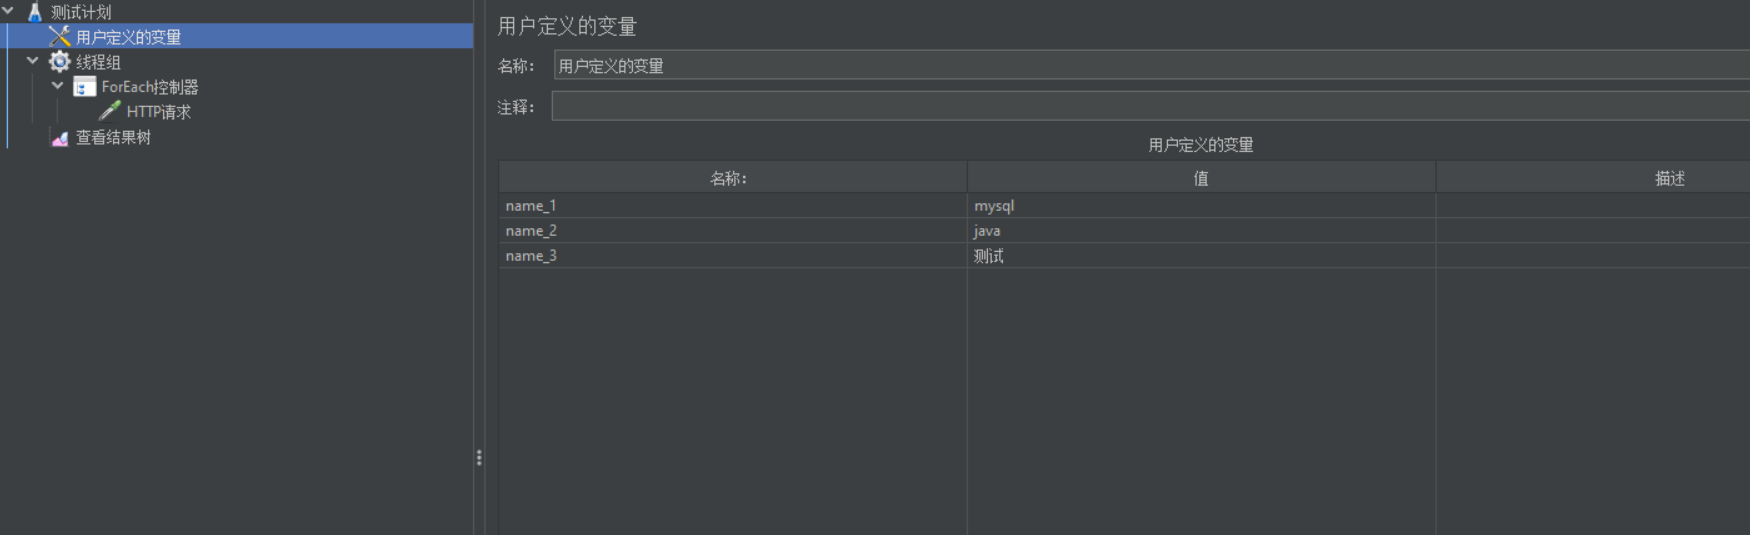 测试计划
用户定义的变量
线程组
ForEach控制器
HTTP请求
查看结果树
用户定义的变量
名称： 用户定义的变量
注释：
用户定义的变量
名称： 值 描述
name_1 mysql
name_2 java
name_3 测试